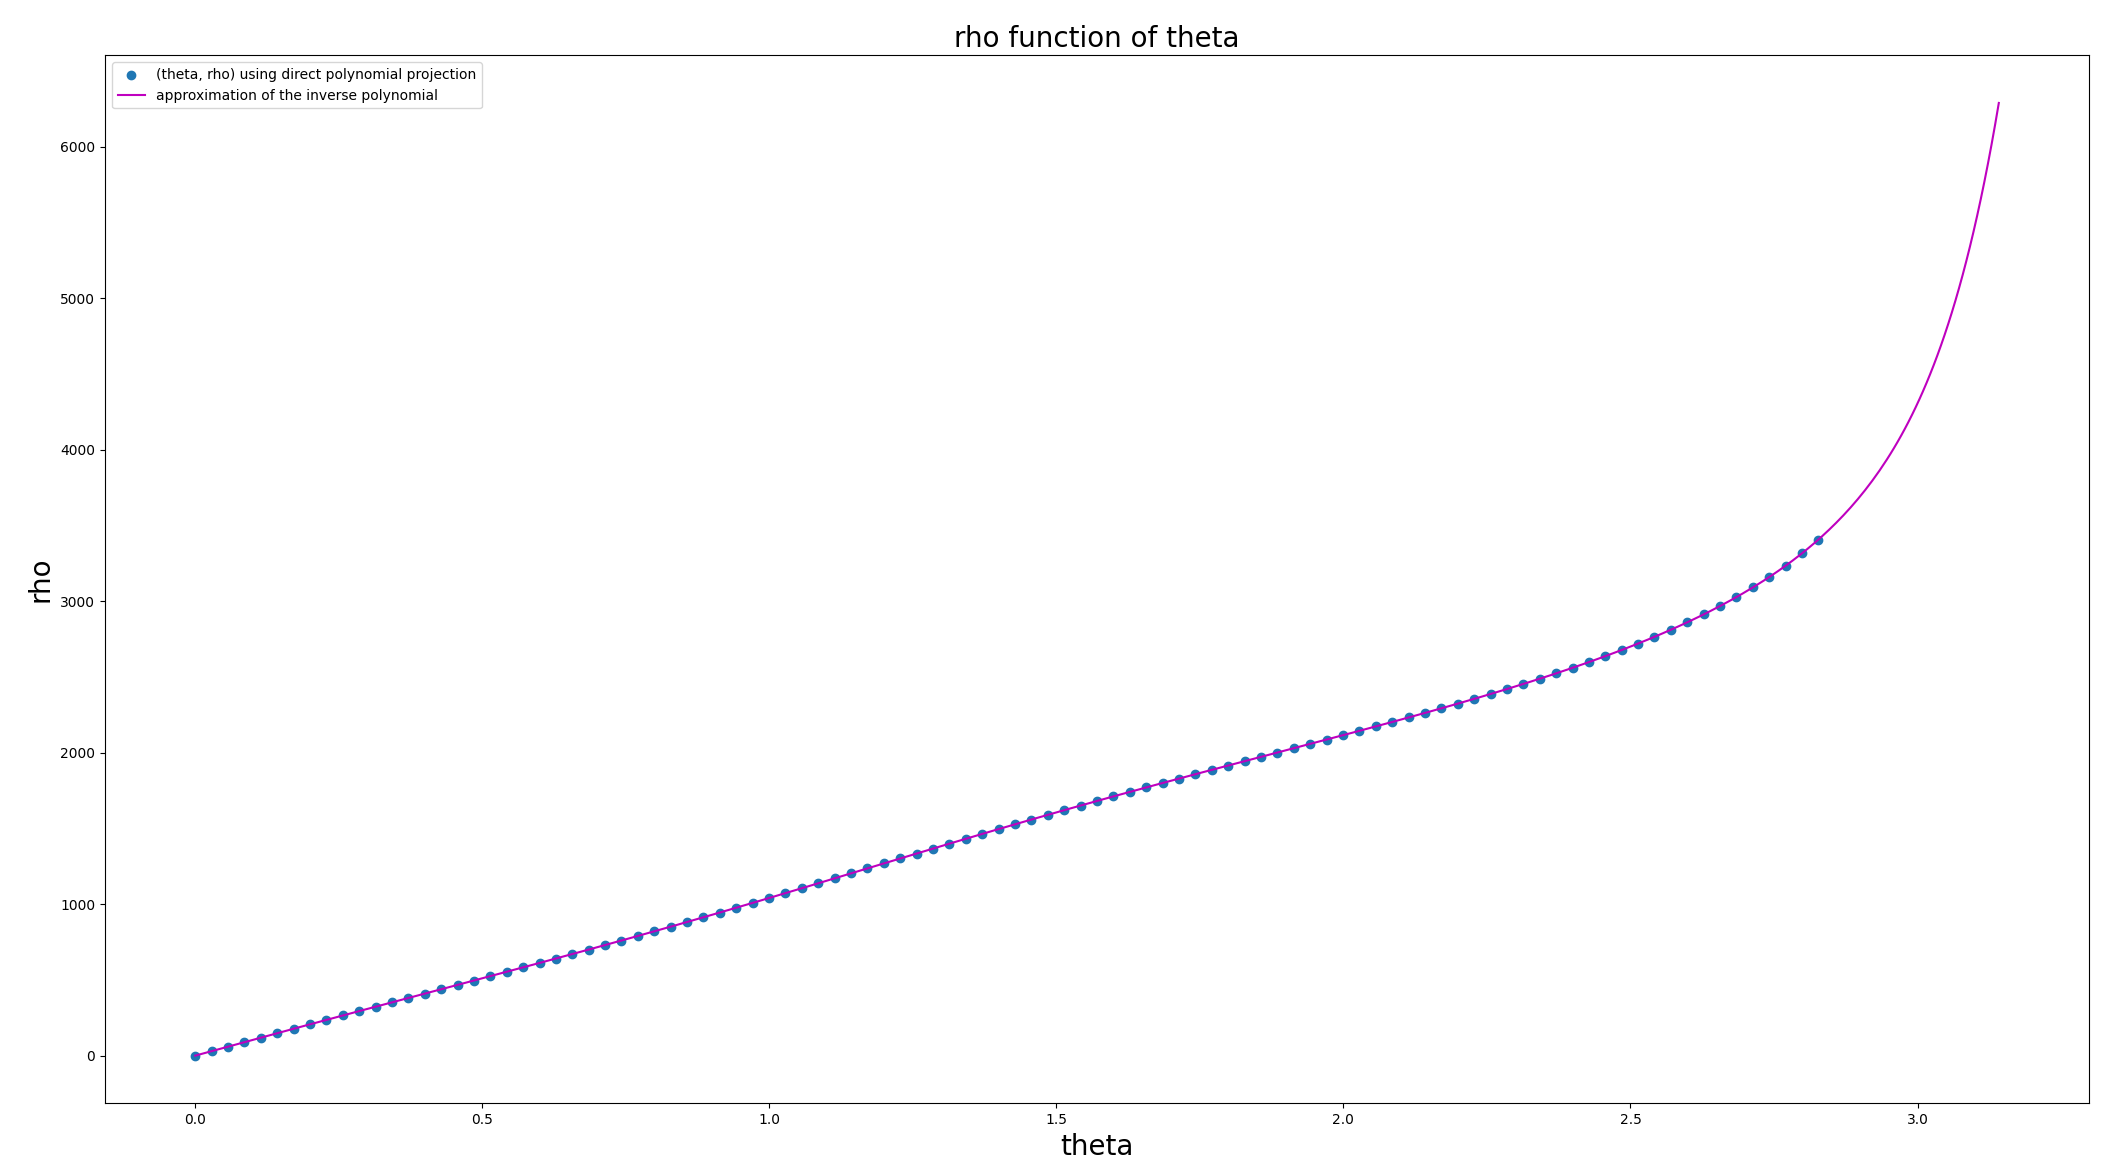 rho function of theta
(theta, rho) using direct polynomial projection
approximation of the inverse polynomial
6000
5000
4000
3000
2000
1000
0
rho
0.0 0.5 1.0 1.5 2.0 2.5 3.0
theta